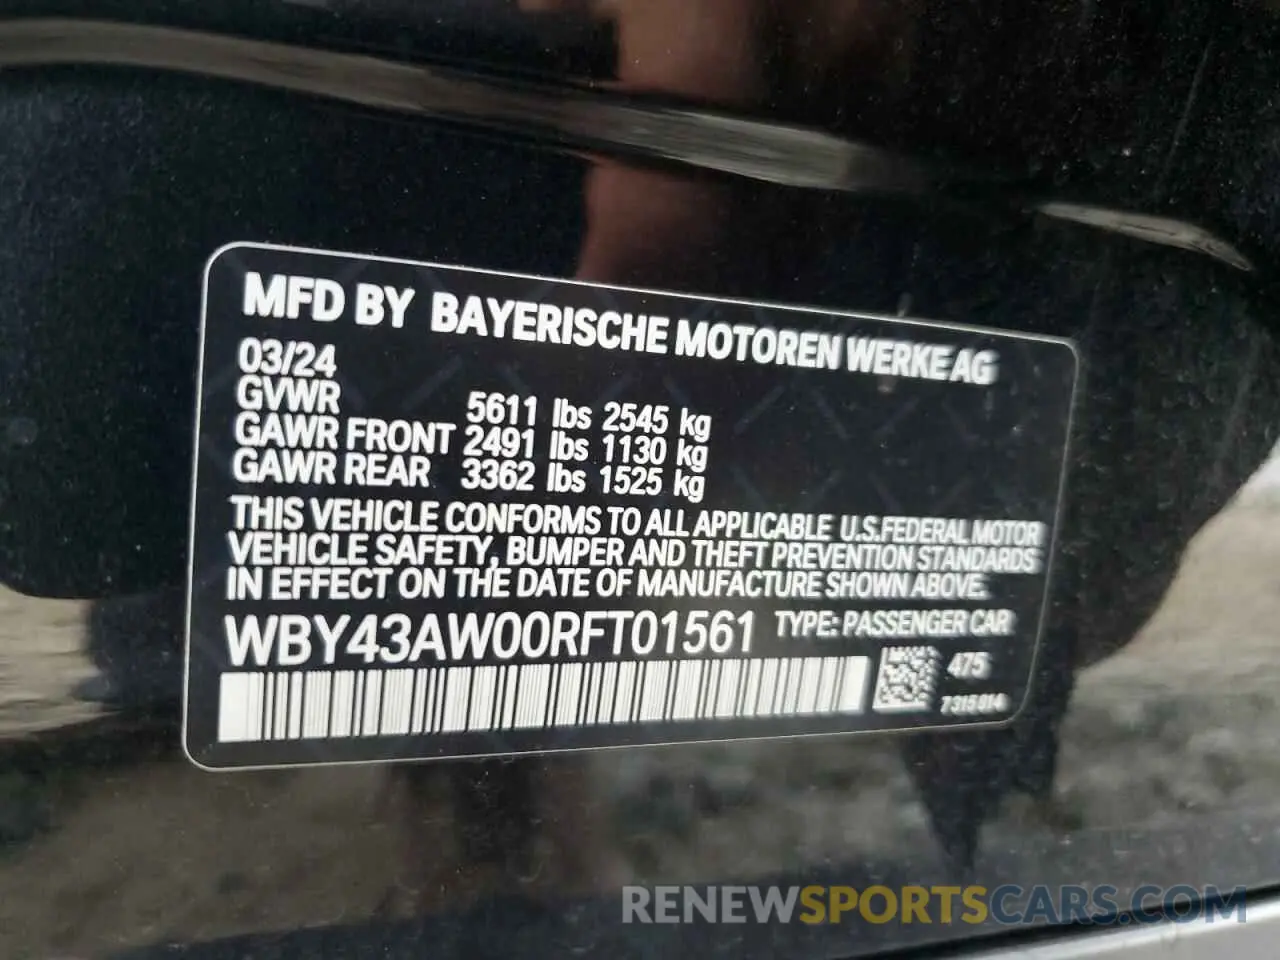 MFD BY BAYERISCHE MOTOREN WERKE AG
03/24
GVWR 5611 lbs 2545 kg
GAWR FRONT 2491 lbs 1130 kg
GAWR REAR 3362 lbs 1525 kg
THIS VEHICLE CONFORMS TO ALL APPLICABLE U.S.FEDERAL MOTOR
VEHICLE SAFETY, BUMPER AND THEFT PREVENTION STANDARDS
IN EFFECT ON THE DATE OF MANUFACTURE SHOWN ABOVE.
WBY43AW00RFT01561 TYPE: PASSENGER CAR
475
7315914
RENEWSPORTSCARS.COM